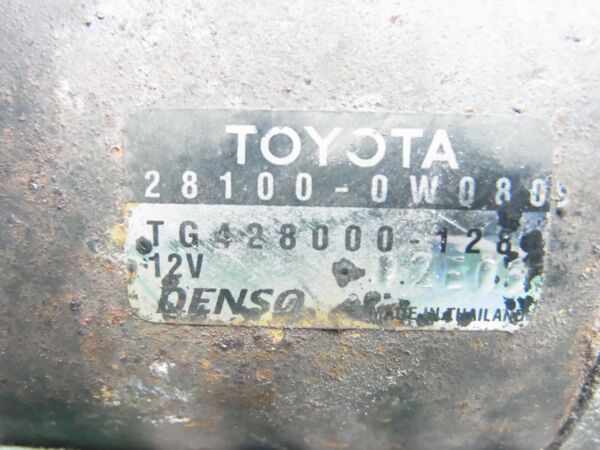 TOYOTA
28100-0W080
TG428000-128
12V
DENSO
MADE IN THAILAND